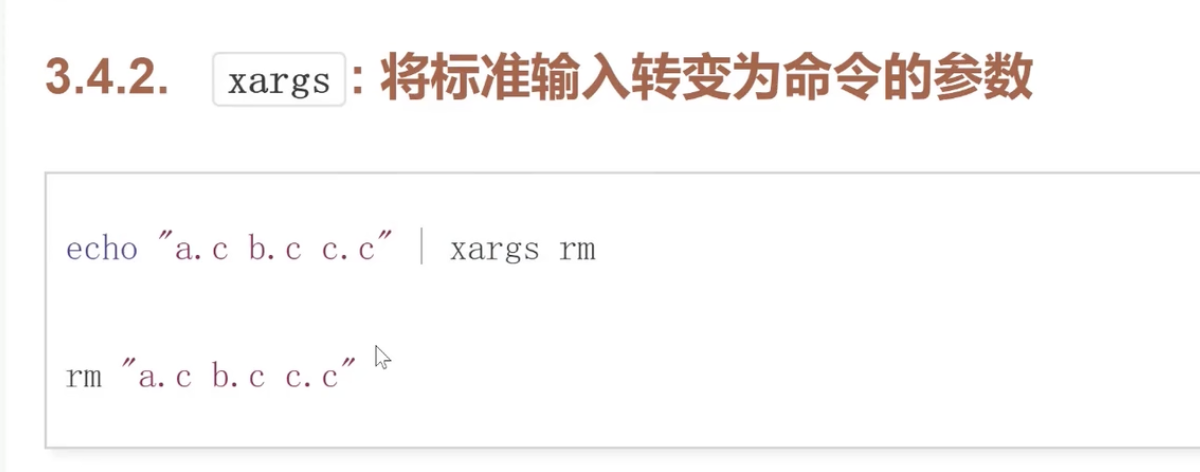 3.4.2. xargs：将标准输入转变为命令的参数
echo "a.c b.c c.c" | xargs rm
rm "a.c b.c c.c"